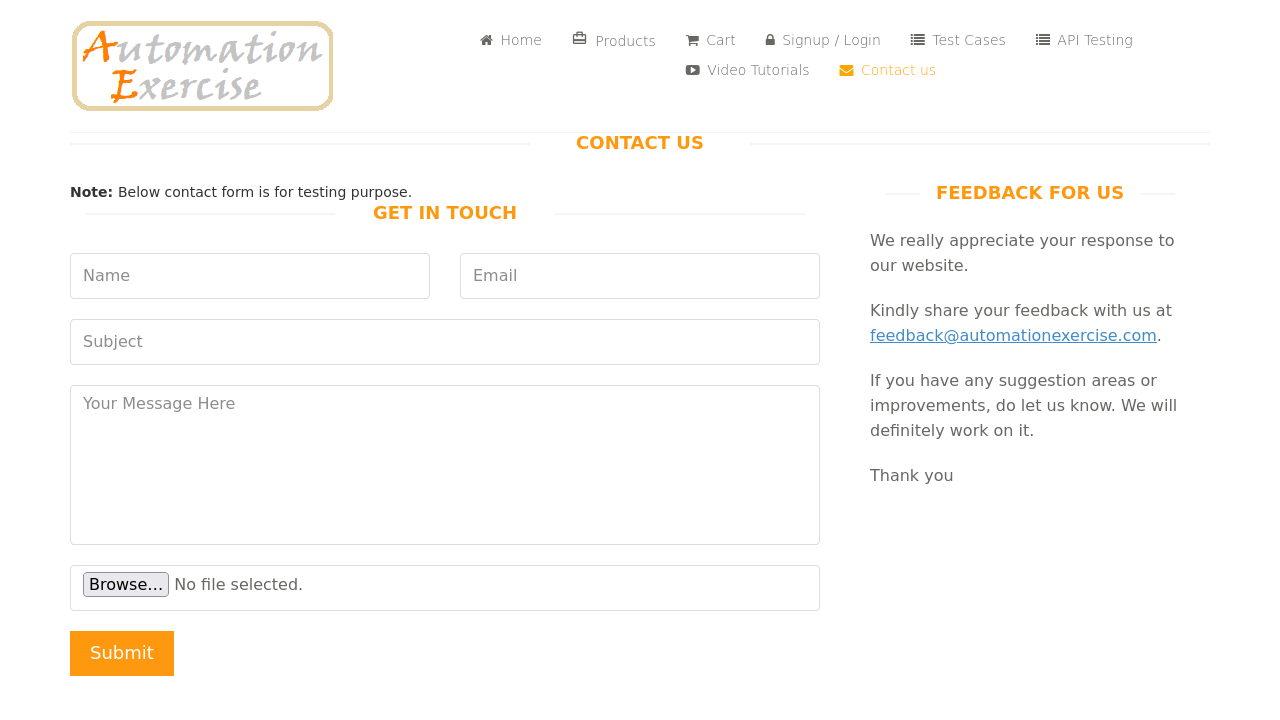 Automation
Exercise
Home Products Cart Signup / Login Test Cases API Testing
Video Tutorials Contact us
CONTACT US
Note: Below contact form is for testing purpose.
GET IN TOUCH
Name Email
Subject
Your Message Here
Browse... No file selected.
Submit
FEEDBACK FOR US
We really appreciate your response to
our website.
Kindly share your feedback with us at
feedback@automationexercise.com.
If you have any suggestion areas or
improvements, do let us know. We will
definitely work on it.
Thank you